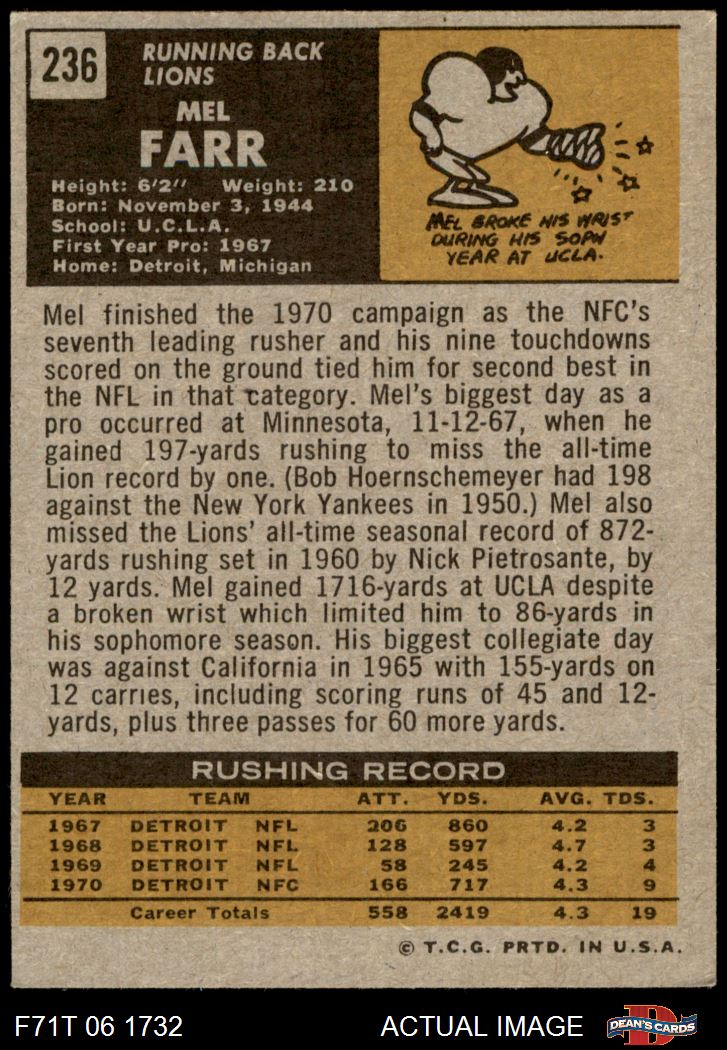 236
RUNNING BACK
LIONS
MEL
FARR
Height: 6'2" Weight: 210
Born: November 3, 1944
School: U.C.L.A.
First Year Pro: 1967
Home: Detroit, Michigan
MEL BROKE HIS WRIST
DURING HIS SOPH
YEAR AT UCLA.
Mel finished the 1970 campaign as the NFC's
seventh leading rusher and his nine touchdowns
scored on the ground tied him for second best in
the NFL in that category. Mel's biggest day as a
pro occurred at Minnesota, 11-12-67, when he
gained 197-yards rushing to miss the all-time
Lion record by one. (Bob Hoernschemeyer had 198
against the New York Yankees in 1950.) Mel also
missed the Lions' all-time seasonal record of 872-
yards rushing set in 1960 by Nick Pietrosante, by
12 yards. Mel gained 1716-yards at UCLA despite
a broken wrist which limited him to 86-yards in
his sophomore season. His biggest collegiate day
was against California in 1965 with 155-yards on
12 carries, including scoring runs of 45 and 12-
yards, plus three passes for 60 more yards.
RUSHING RECORD
YEAR TEAM ATT. YDS. AVG. TDS.
1967 DETROIT NFL 206 860 4.2 3
1968 DETROIT NFL 128 597 4.7 3
1969 DETROIT NFL 58 245 4.2 4
1970 DETROIT NFC 166 717 4.3 9
Career Totals 558 2419 4.3 19
© T.C.G. PRTD. IN U.S.A.
F71T 06 1732 ACTUAL IMAGE D DEAN'S CARDS